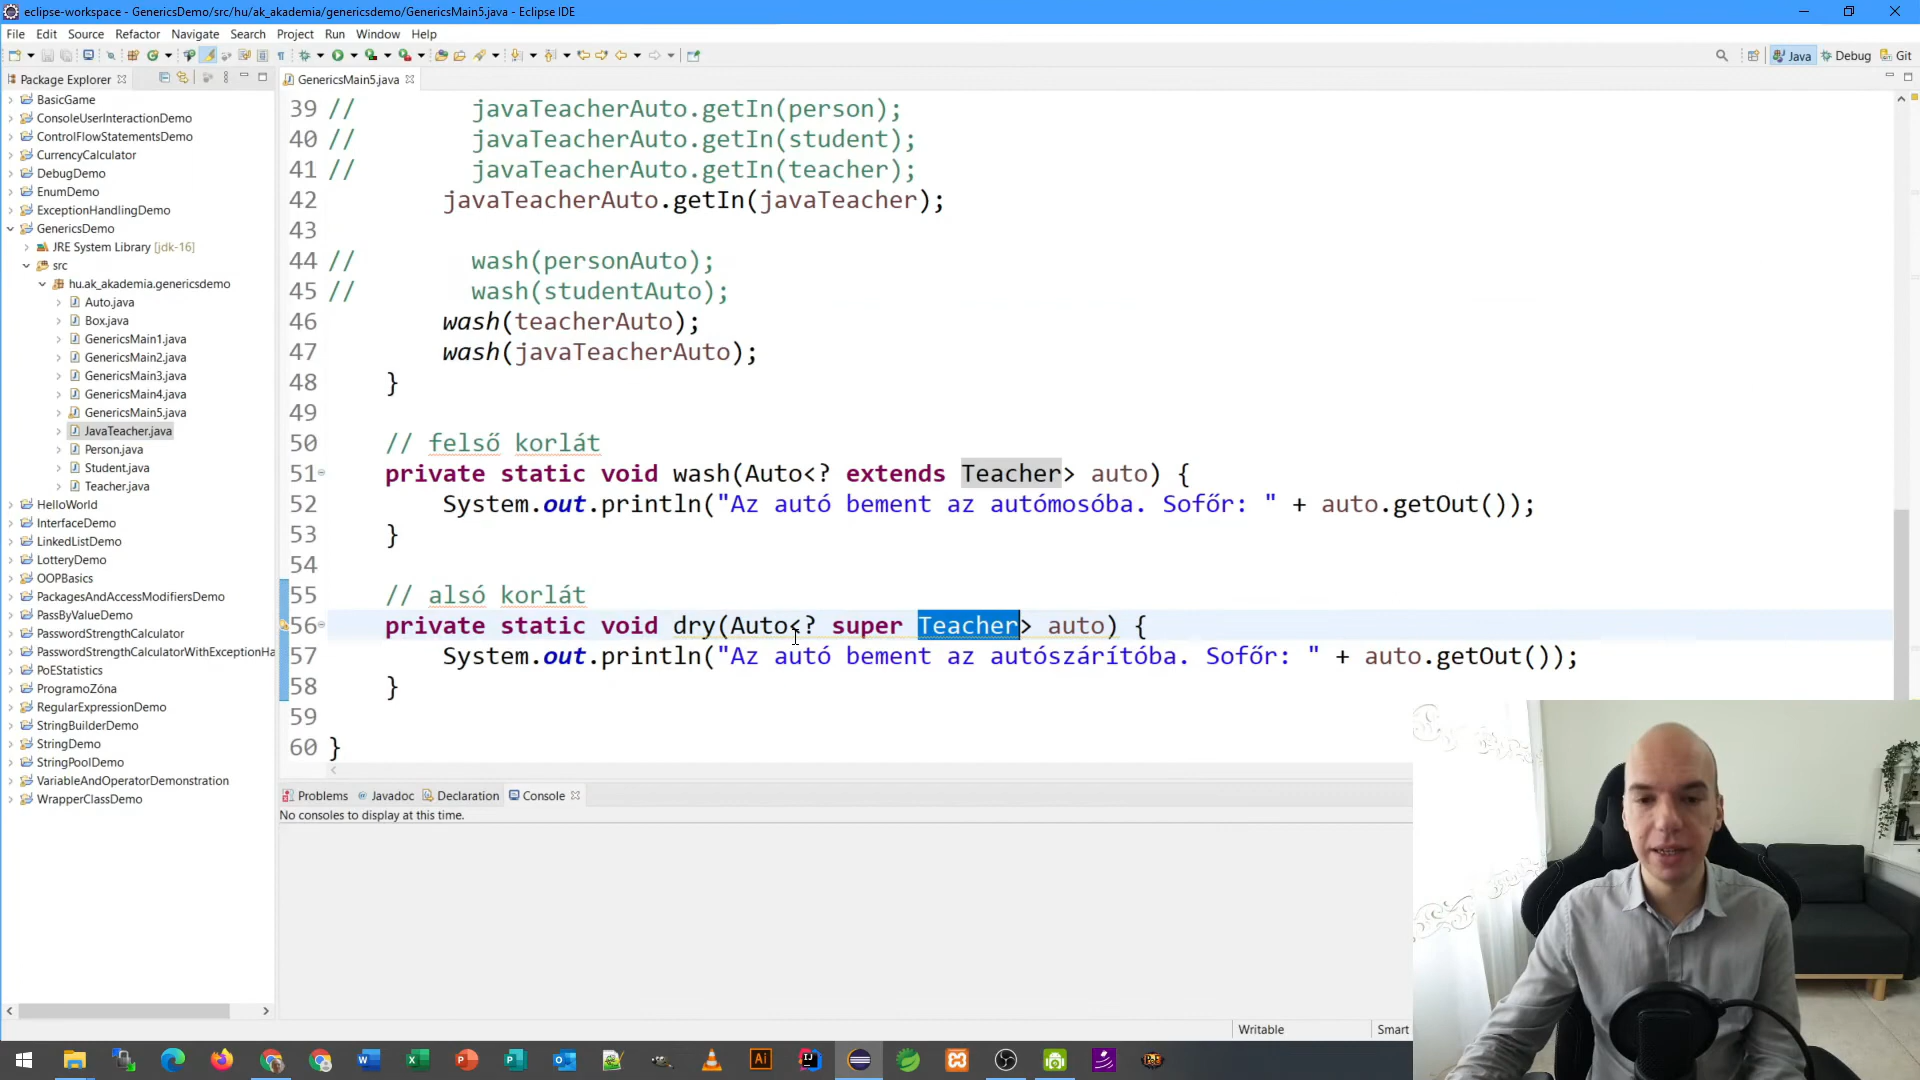 eclipse-workspace - GenericsDemo/src/hu/ak_akademia/genericsdemo/GenericsMain5.java - Eclipse IDE
File Edit Source Refactor Navigate Search Project Run Window Help
Java Debug Git
Package Explorer
GenericsMain5.java
BasicGame
ConsoleUserInteractionDemo
ControlFlowStatementsDemo
CurrencyCalculator
DebugDemo
EnumDemo
ExceptionHandlingDemo
GenericsDemo
JRE System Library [jdk-16]
src
hu.ak_akademia.genericsdemo
Auto.java
Box.java
GenericsMain1.java
GenericsMain2.java
GenericsMain3.java
GenericsMain4.java
GenericsMain5.java
JavaTeacher.java
Person.java
Student.java
Teacher.java
HelloWorld
InterfaceDemo
LinkedListDemo
LotteryDemo
OOPBasics
PackagesAndAccessModifiersDemo
PassByValueDemo
PasswordStrengthCalculator
PasswordStrengthCalculatorWithExceptionHa
PoEStatistics
ProgramoZóna
RegularExpressionDemo
StringBuilderDemo
StringDemo
StringPoolDemo
VariableAndOperatorDemonstration
WrapperClassDemo
39 // javaTeacherAuto.getIn(person);
40 // javaTeacherAuto.getIn(student);
41 // javaTeacherAuto.getIn(teacher);
42 javaTeacherAuto.getIn(javaTeacher);
43
44 // wash(personAuto);
45 // wash(studentAuto);
46 wash(teacherAuto);
47 wash(javaTeacherAuto);
48 }
49
50 // felső korlát
51 private static void wash(Auto<? extends Teacher> auto) {
52 System.out.println("Az autó bement az autómosóba. Sofőr: " + auto.getOut());
53 }
54
55 // alsó korlát
56 private static void dry(Auto<? super Teacher> auto) {
57 System.out.println("Az autó bement az autószárítóba. Sofőr: " + auto.getOut());
58 }
59
60 }
Problems @ Javadoc Declaration Console
No consoles to display at this time.
Writable Smart